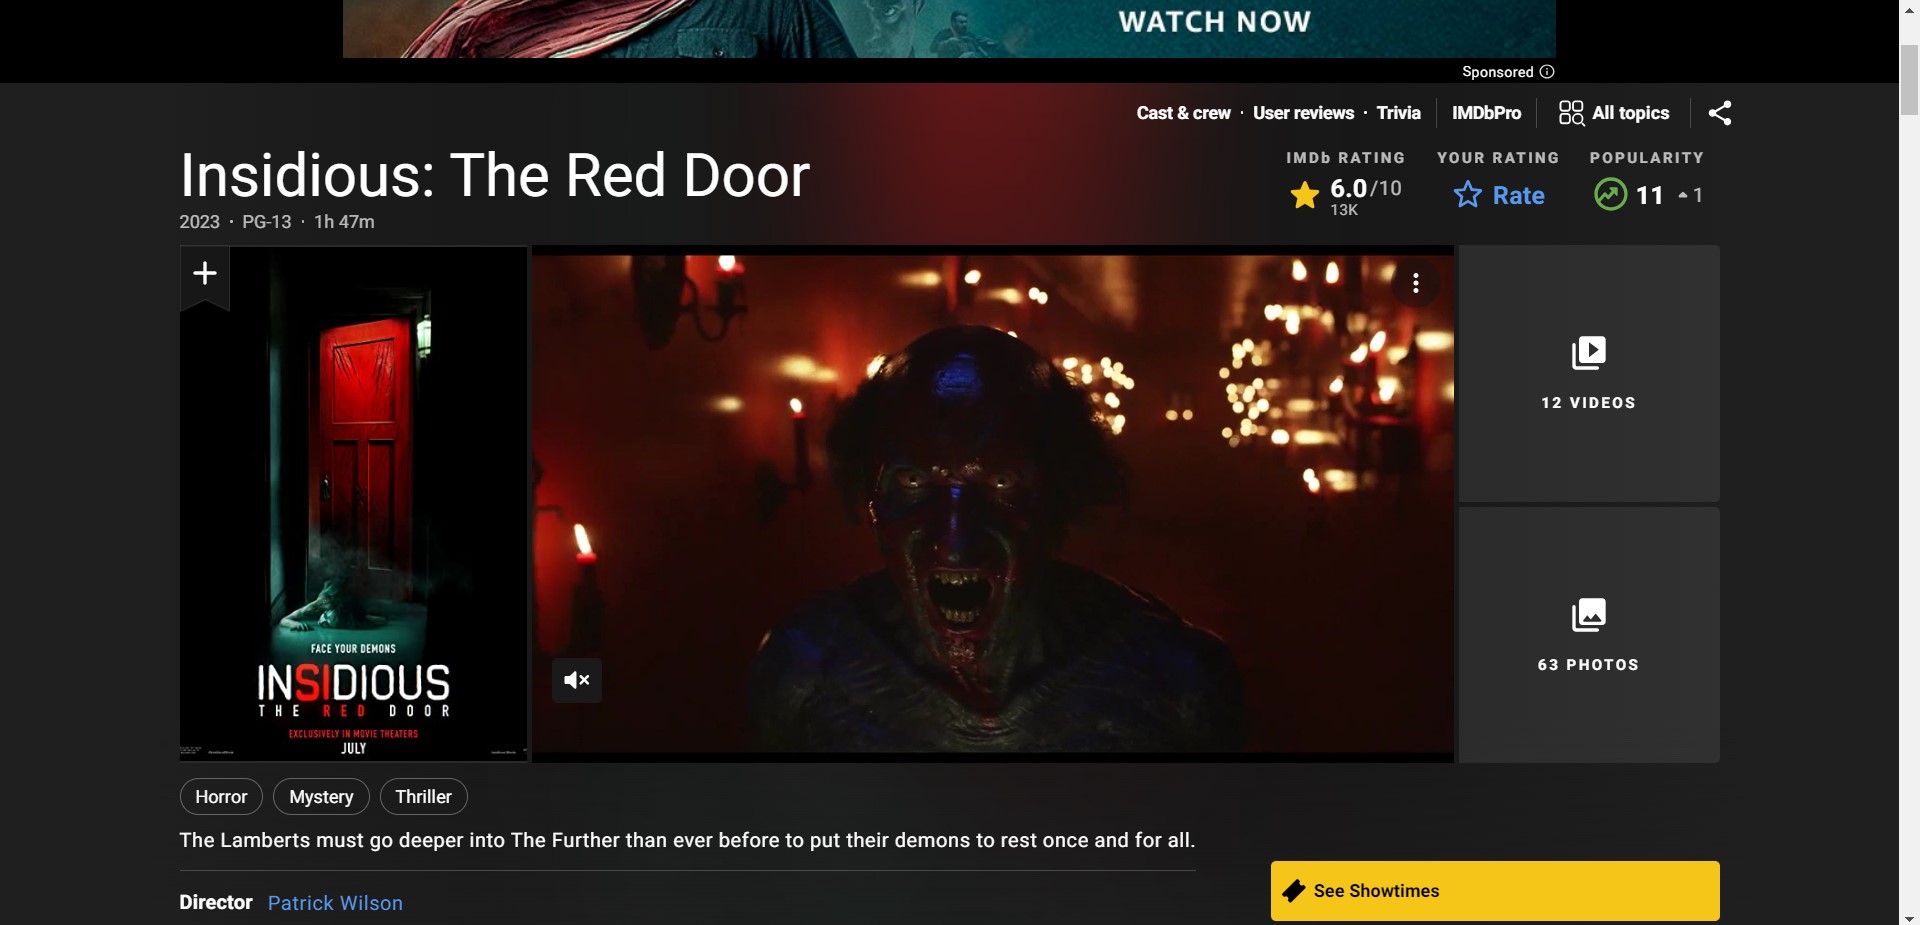 WATCH NOW
Sponsored
Cast & crew · User reviews · Trivia IMDbPro All topics
Insidious: The Red Door
2023 · PG-13 · 1h 47m
IMDb RATING
6.0/10
13K
YOUR RATING
Rate
POPULARITY
11 1
FACE YOUR DEMONS
INSIDIOUS
THE RED DOOR
EXCLUSIVELY IN MOVIE THEATERS
JULY
12 VIDEOS
63 PHOTOS
Horror Mystery Thriller
The Lamberts must go deeper into The Further than ever before to put their demons to rest once and for all.
Director Patrick Wilson
See Showtimes